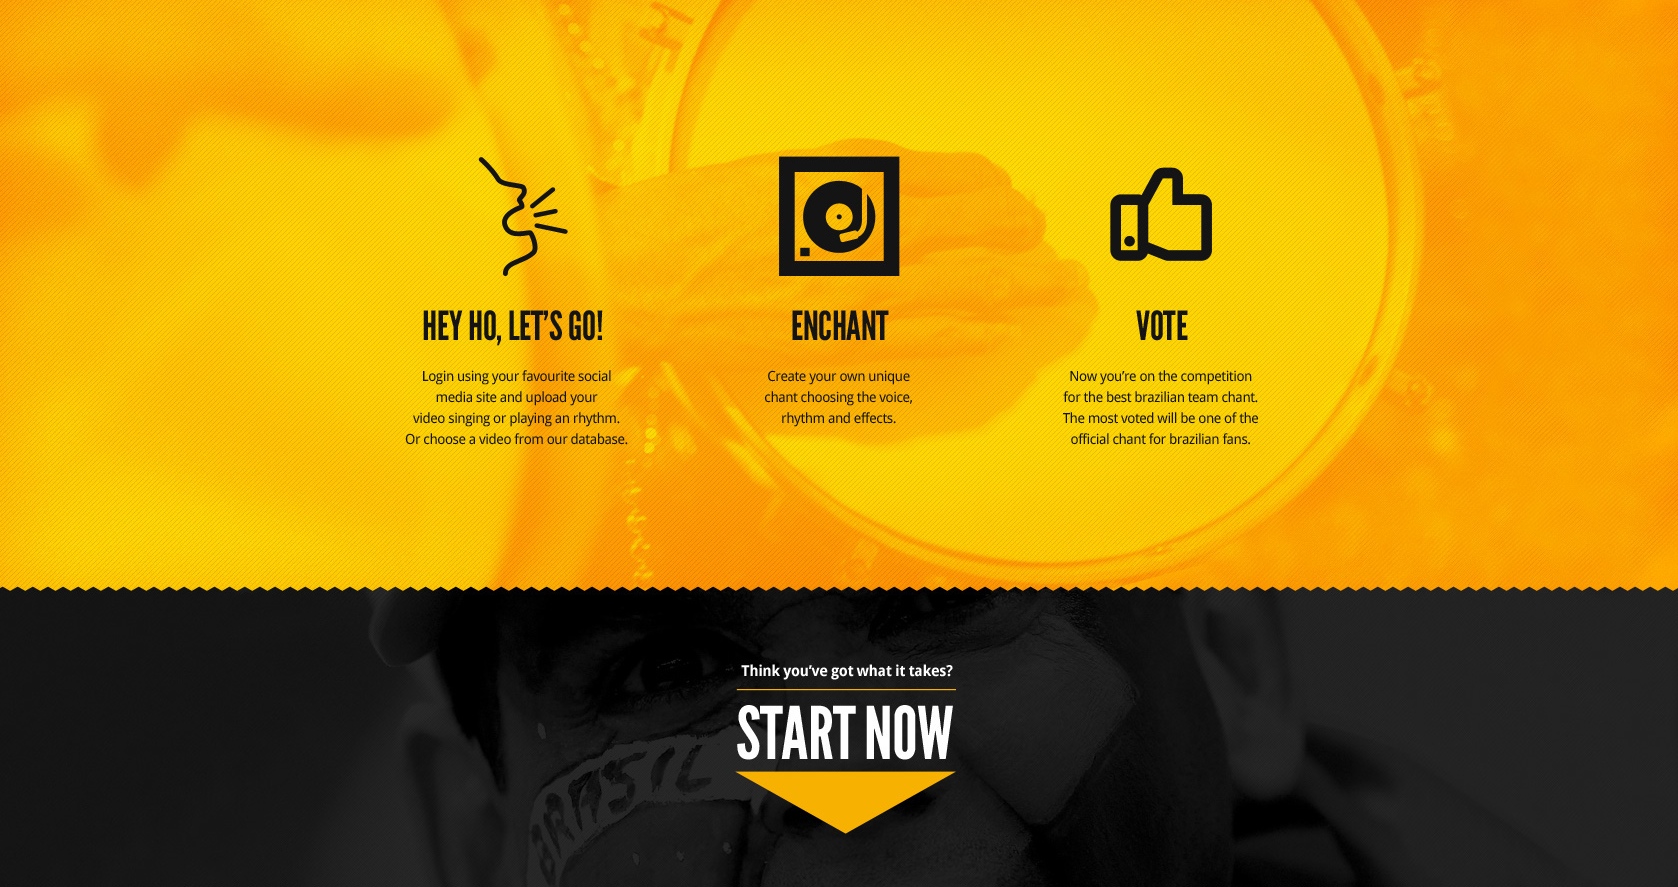 HEY HO, LET'S GO!
Login using your favourite social
media site and upload your
video singing or playing an rhythm.
Or choose a video from our database.
ENCHANT
Create your own unique
chant choosing the voice,
rhythm and effects.
VOTE
Now you're on the competition
for the best brazilian team chant.
The most voted will be one of the
official chant for brazilian fans.
Think you've got what it takes?
START NOW